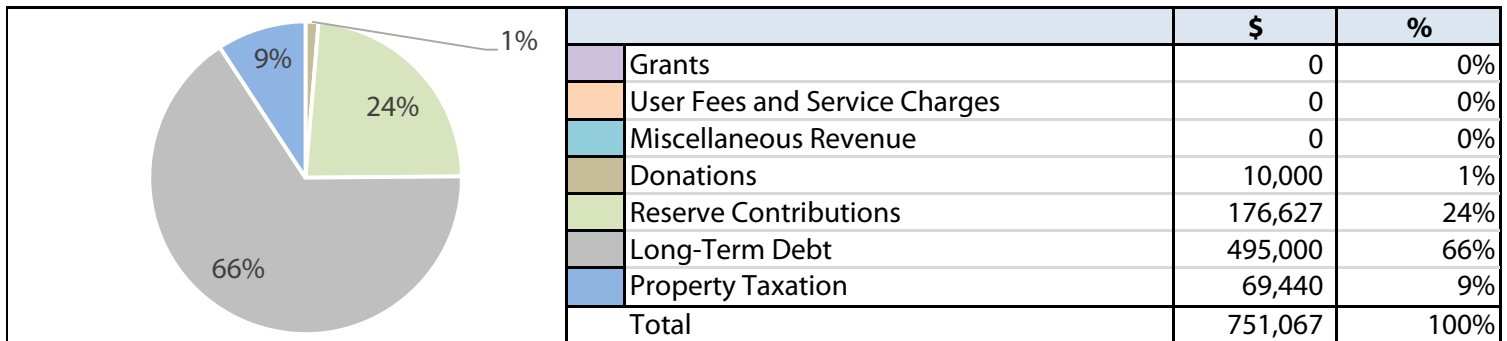 1%
9%
24%
66%
$ %
Grants 0 0%
User Fees and Service Charges 0 0%
Miscellaneous Revenue 0 0%
Donations 10,000 1%
Reserve Contributions 176,627 24%
Long-Term Debt 495,000 66%
Property Taxation 69,440 9%
Total 751,067 100%